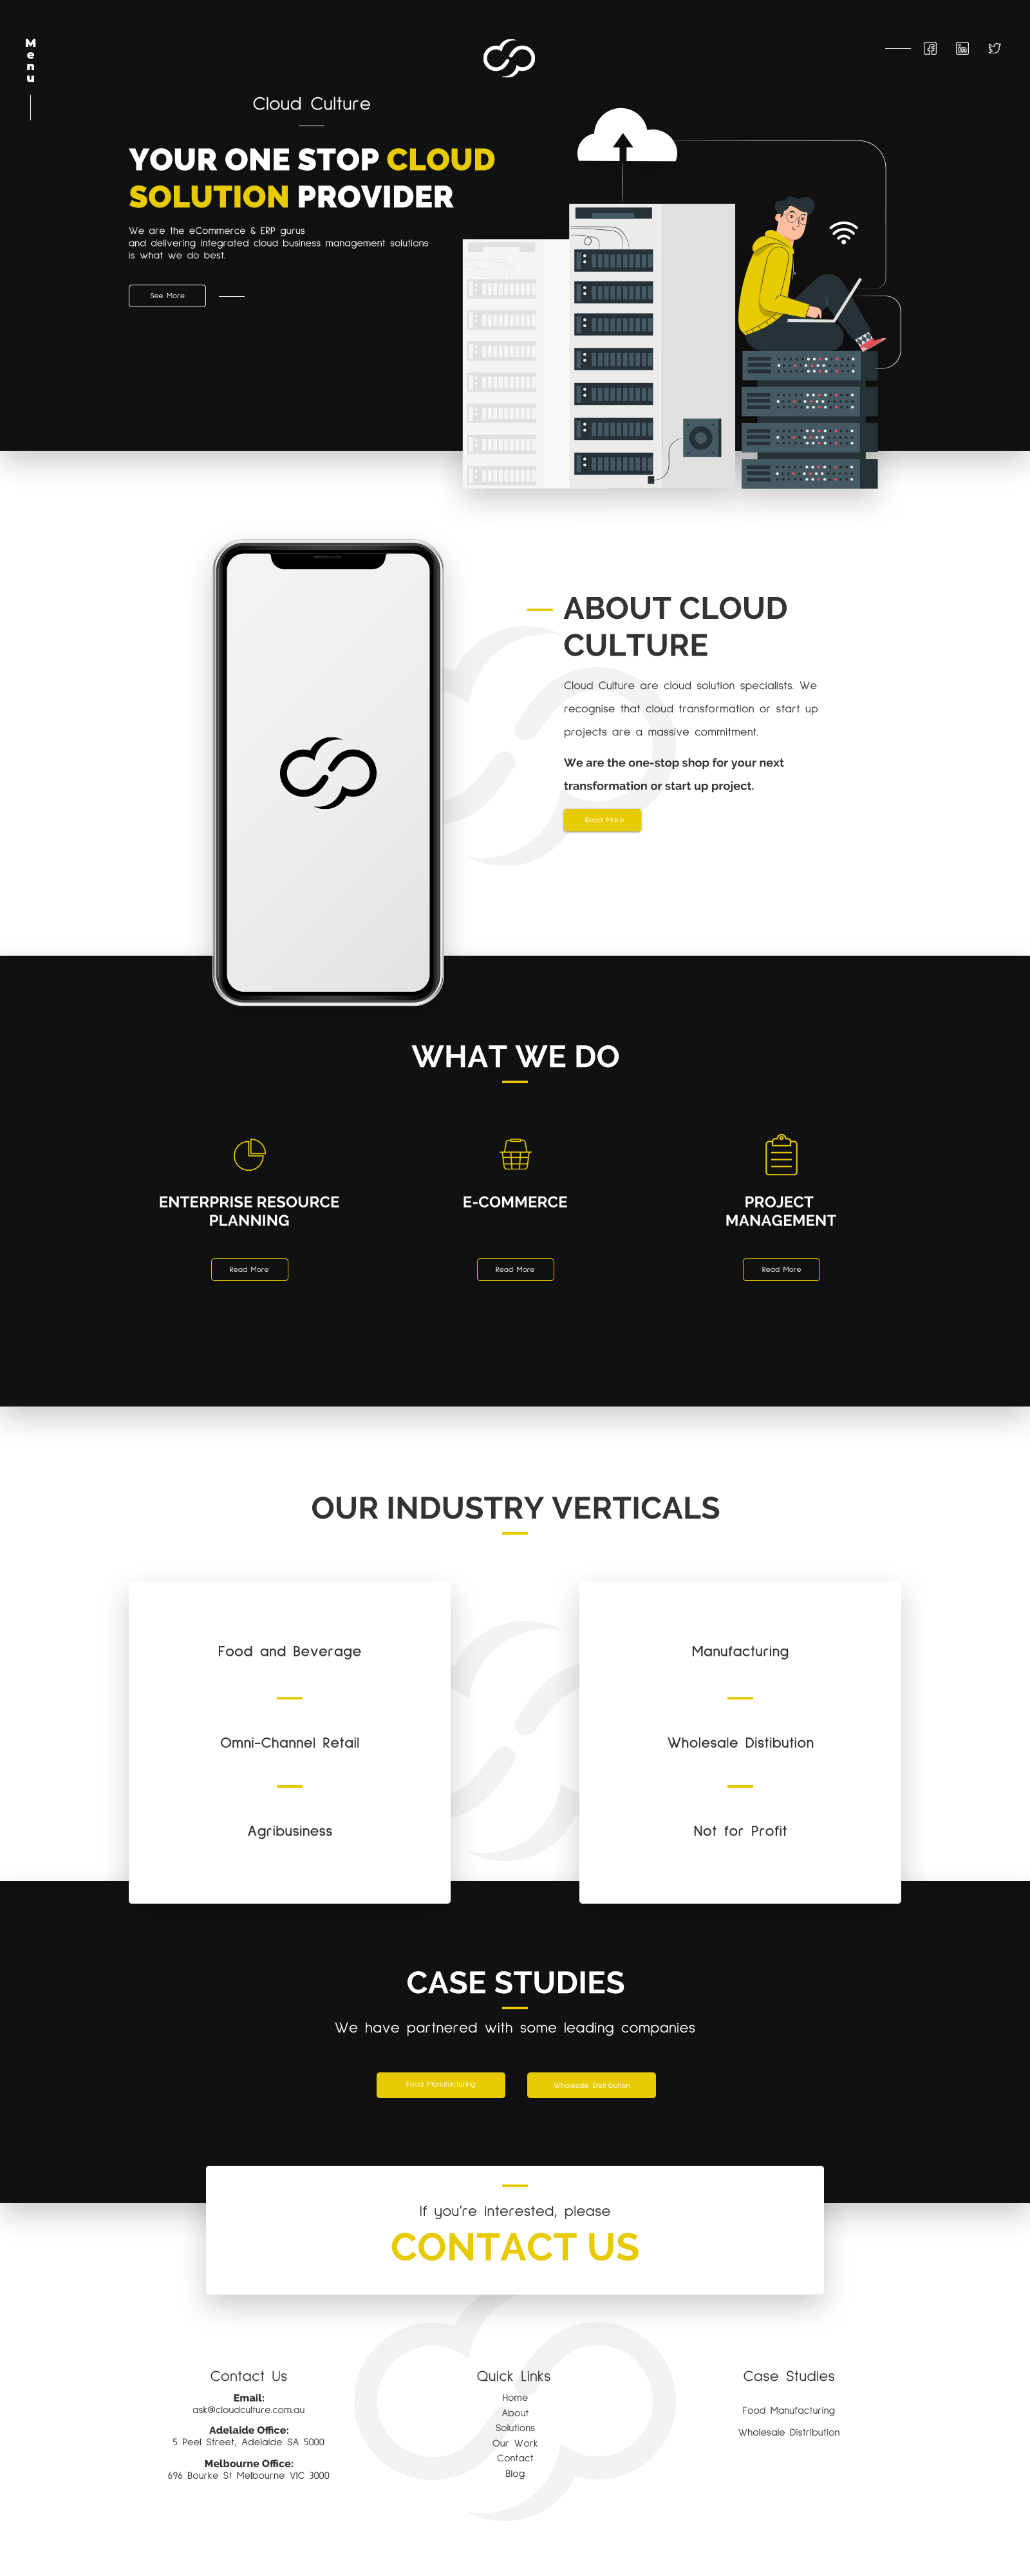 Menu
Cloud Culture
YOUR ONE STOP CLOUD
SOLUTION PROVIDER
We are the eCommerce & ERP gurus
and delivering integrated cloud business management solutions
is what we do best.
See More
ABOUT CLOUD
CULTURE
Cloud Culture are cloud solution specialists. We
recognise that cloud transformation or start up
projects are a massive commitment.
We are the one-stop shop for your next
transformation or start up project.
Read More
WHAT WE DO
ENTERPRISE RESOURCE
PLANNING
Read More
E-COMMERCE
Read More
PROJECT
MANAGEMENT
Read More
OUR INDUSTRY VERTICALS
Food and Beverage
Omni-Channel Retail
Agribusiness
Manufacturing
Wholesale Distibution
Not for Profit
CASE STUDIES
We have partnered with some leading companies
Food Manufacturing
Wholesale Distribution
If you're interested, please
CONTACT US
Contact Us
Email:
ask@cloudculture.com.au
Adelaide Office:
5 Peel Street, Adelaide SA 5000
Melbourne Office:
696 Bourke St Melbourne VIC 3000
Quick Links
Home
About
Solutions
Our Work
Contact
Blog
Case Studies
Food Manufacturing
Wholesale Distribution